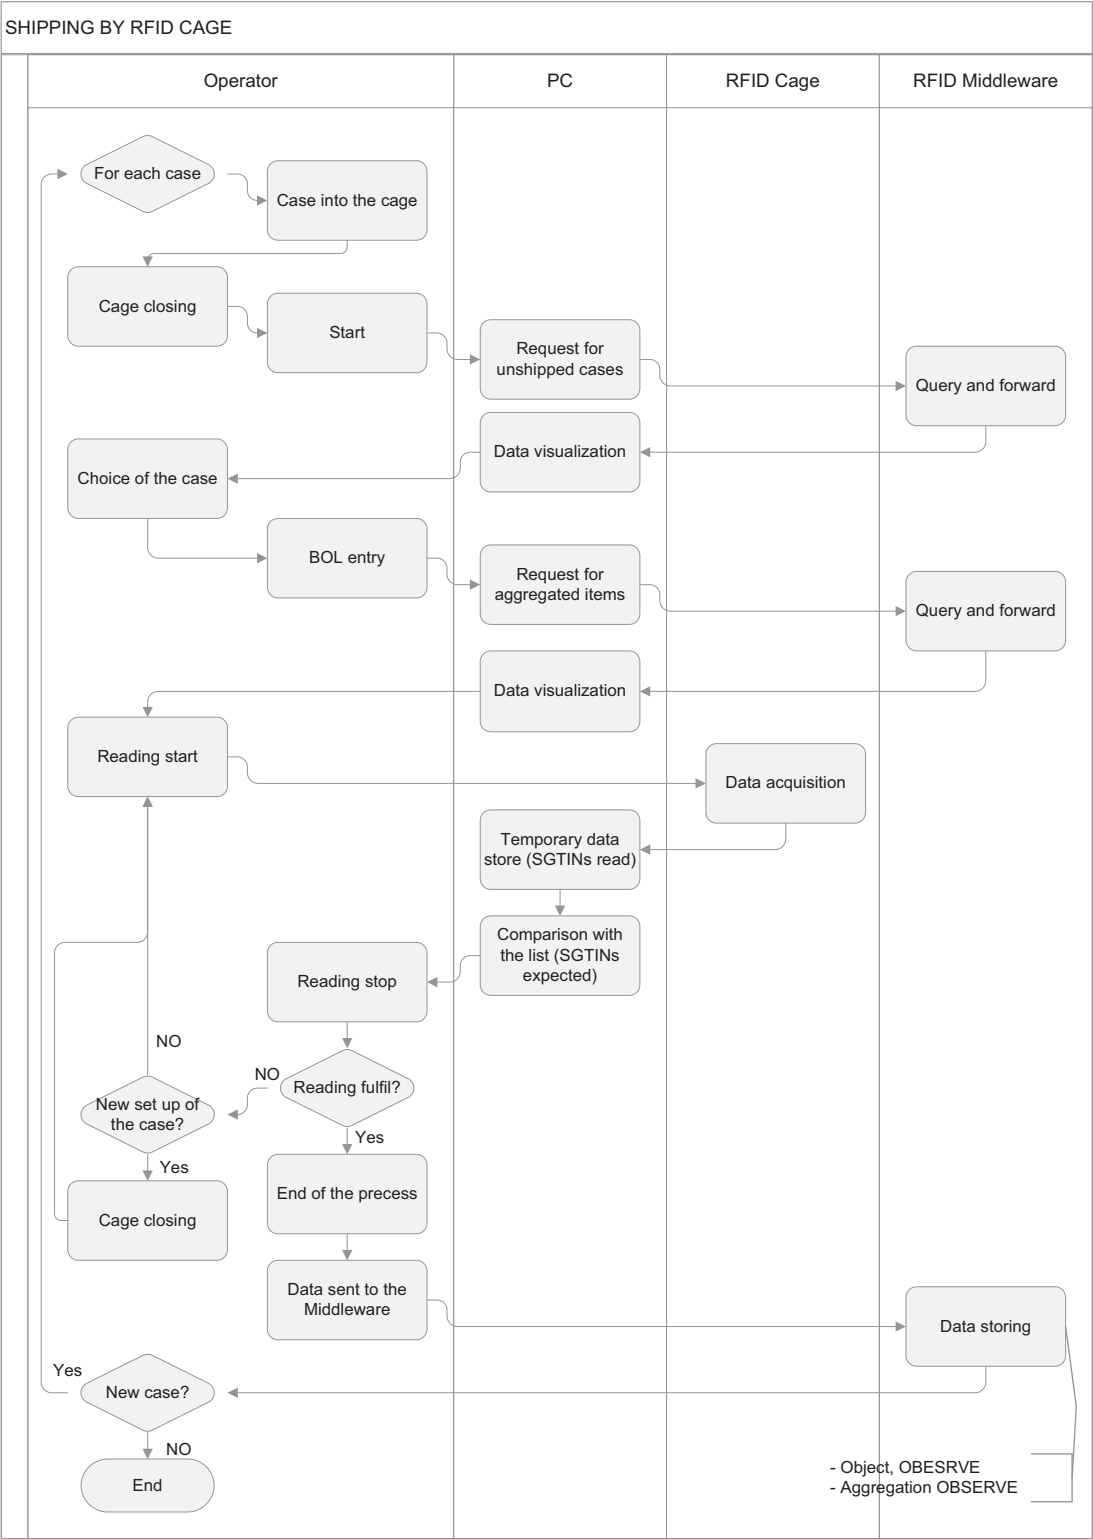 SHIPPING BY RFID CAGE
Operator
PC
RFID Cage
RFID Middleware
For each case
Case into the cage
Cage closing
Start
Request for
unshipped cases
Query and forward
Data visualization
Choice of the case
BOL entry
Request for
aggregated items
Query and forward
Data visualization
Reading start
Data acquisition
Temporary data
store (SGTINs read)
Comparison with
the list (SGTINs
expected)
Reading stop
NO
NO
Reading fulfil?
New set up of
the case?
Yes
Yes
End of the precess
Cage closing
Data sent to the
Middleware
Data storing
Yes
New case?
NO
End
- Object, OBESRVE
- Aggregation OBSERVE